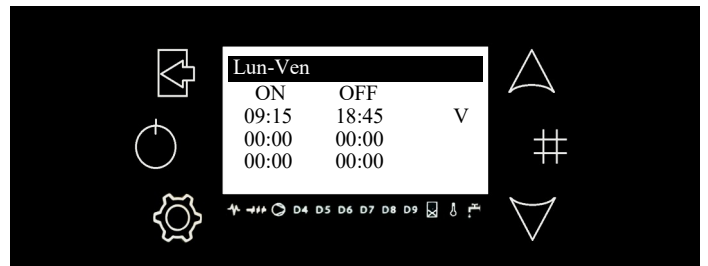 Lun-Ven
ON OFF
09:15 18:45 V
00:00 00:00
00:00 00:00
D4 D5 D6 D7 D8 D9